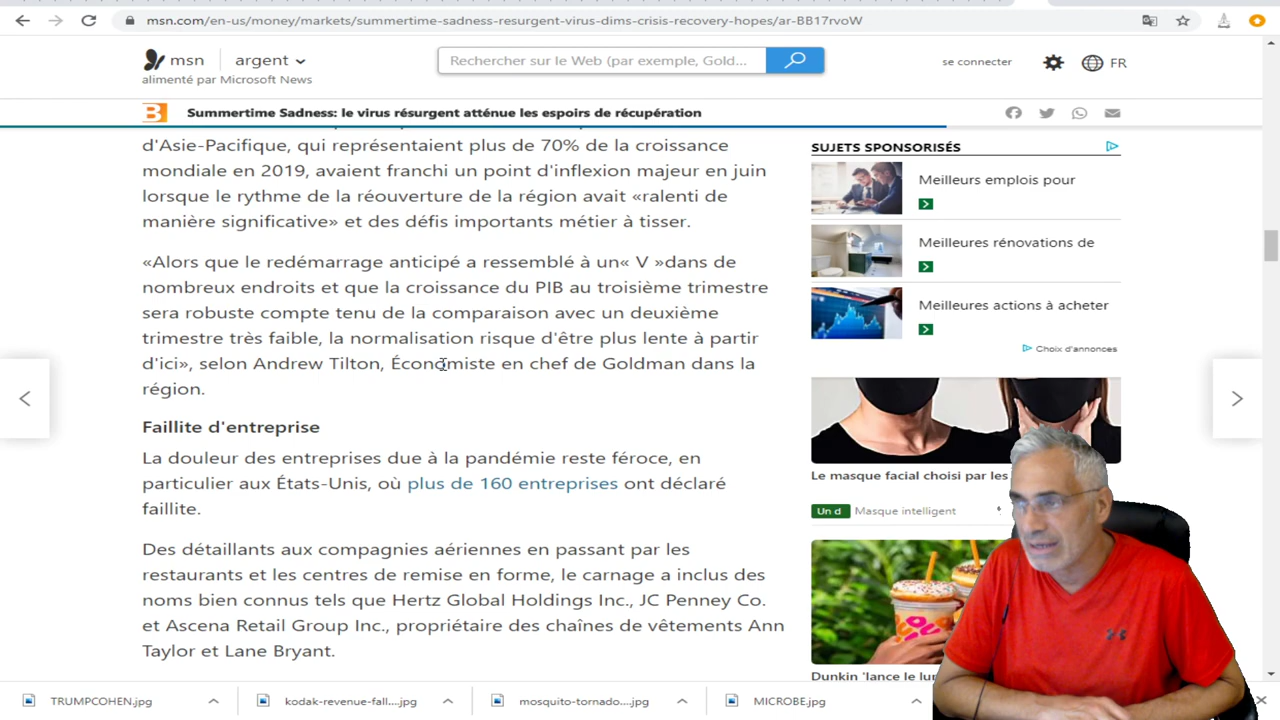 msn.com/en-us/money/markets/summertime-sadness-resurgent-virus-dims-crisis-recovery-hopes/ar-BB17rvoW
msn
argent
alimenté par Microsoft News
Rechercher sur le Web (par exemple, Gold...
se connecter
FR
B
Summertime Sadness: le virus résurgent atténue les espoirs de récupération
d'Asie-Pacifique, qui représentaient plus de 70% de la croissance
mondiale en 2019, avaient franchi un point d'inflexion majeur en juin
lorsque le rythme de la réouverture de la région avait «ralenti de
manière significative» et des défis importants métier à tisser.
«Alors que le redémarrage anticipé a ressemblé à un« V »dans de
nombreux endroits et que la croissance du PIB au troisième trimestre
sera robuste compte tenu de la comparaison avec un deuxième
trimestre très faible, la normalisation risque d'être plus lente à partir
d'ici», selon Andrew Tilton, Économiste en chef de Goldman dans la
région.
Faillite d'entreprise
La douleur des entreprises due à la pandémie reste féroce, en
particulier aux États-Unis, où plus de 160 entreprises ont déclaré
faillite.
Des détaillants aux compagnies aériennes en passant par les
restaurants et les centres de remise en forme, le carnage a inclus des
noms bien connus tels que Hertz Global Holdings Inc., JC Penney Co.
et Ascena Retail Group Inc., propriétaire des chaînes de vêtements Ann
Taylor et Lane Bryant.
SUJETS SPONSORISÉS
Meilleurs emplois pour
Meilleures rénovations de
Meilleures actions à acheter
Choix d'annonces
Le masque facial choisi par les
Un d
Masque intelligent
Dunkin 'lance le
TRUMPCOHEN.jpg
kodak-revenue-fall....jpg
mosquito-tornado....jpg
MICROBE.jpg